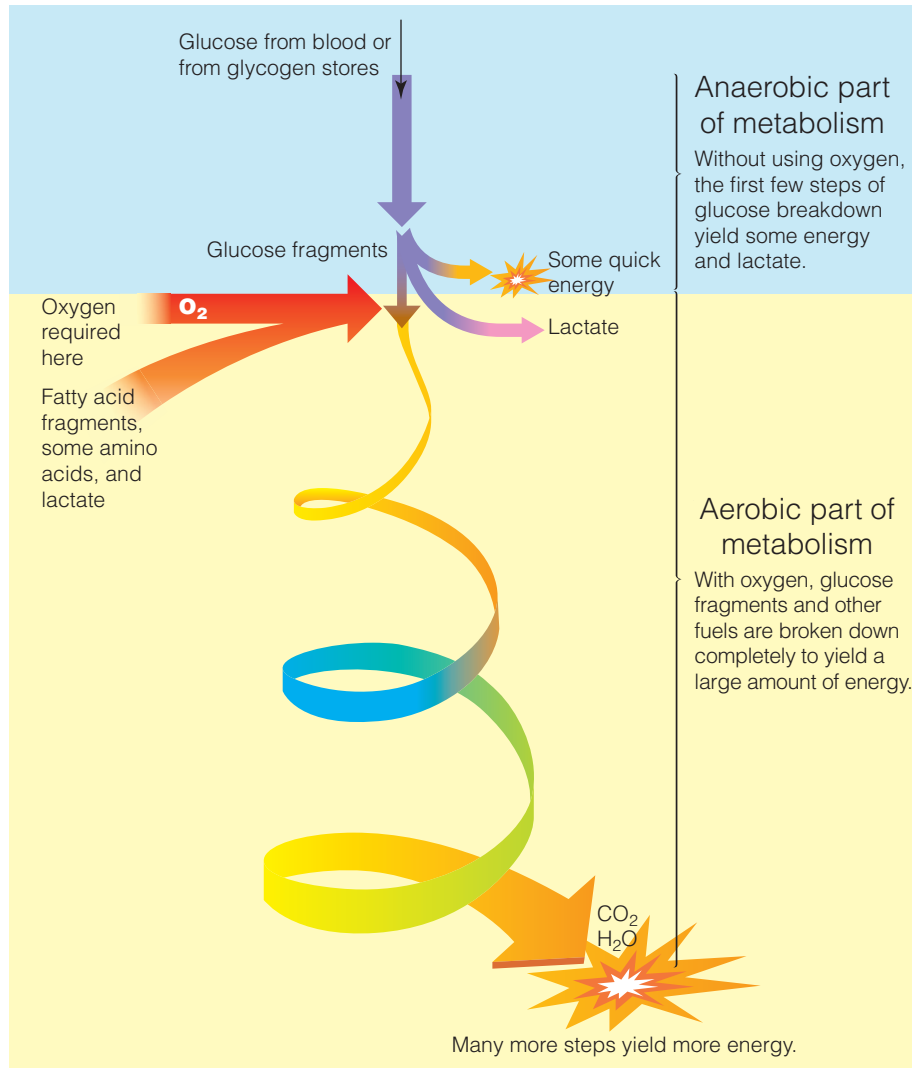 Glucose from blood or
from glycogen stores
Anaerobic part
of metabolism
Without using oxygen,
the first few steps of
glucose breakdown
yield some energy
and lactate.
Glucose fragments
Some quick
energy
O₂
Oxygen
required
here
Lactate
Fatty acid
fragments,
some amino
acids, and
lactate
Aerobic part of
metabolism
With oxygen, glucose
fragments and other
fuels are broken down
completely to yield a
large amount of energy.
CO₂
H₂O
Many more steps yield more energy.